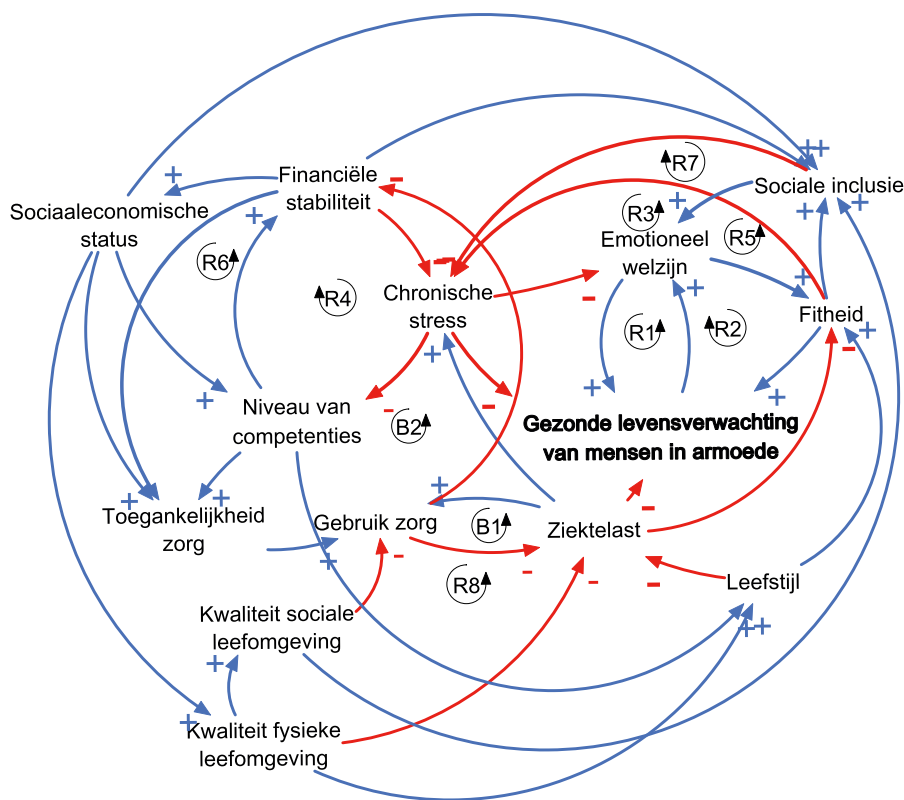 Financiële
stabiliteit
R7
Sociale inclusie
Sociaaleconomische
status
R3
R5
Emotioneel
welzijn
R6
R4
Chronische
stress
Fitheid
R1
R2
Niveau van
competenties
B2
Gezonde levensverwachting
van mensen in armoede
Toegankelijkheid
zorg
Gebruik zorg
B1
Ziektelast
R8
Leefstijl
Kwaliteit sociale
leefomgeving
Kwaliteit fysieke
leefomgeving